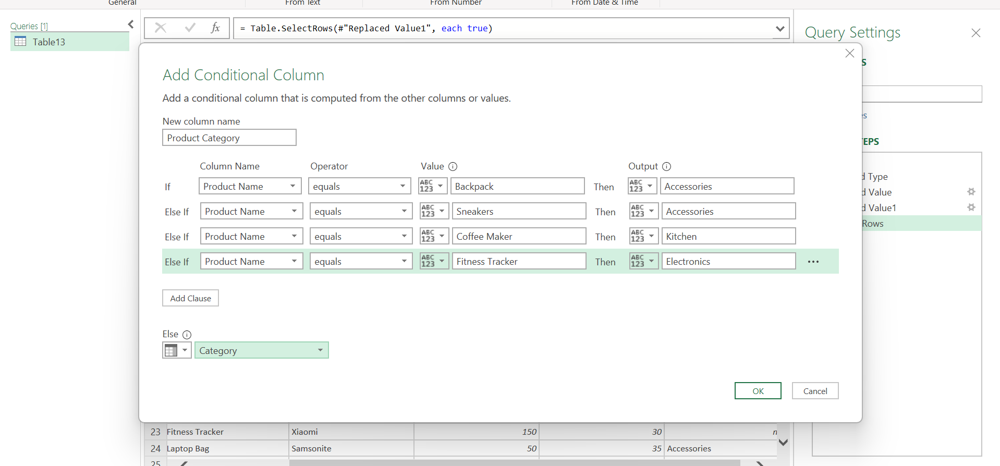 General From Text From Number From Date & Time
Queries [1]
Table13
fx = Table.SelectRows(#"Replaced Value1", each true)
Query Settings
Add Conditional Column
Add a conditional column that is computed from the other columns or values.
New column name
Product Category
Column Name Operator Value Output
If Product Name equals ABC 123 Backpack Then ABC 123 Accessories
Else If Product Name equals ABC 123 Sneakers Then ABC 123 Accessories
Else If Product Name equals ABC 123 Coffee Maker Then ABC 123 Kitchen
Else If Product Name equals ABC 123 Fitness Tracker Then ABC 123 Electronics ...
Add Clause
Else
Category
OK Cancel
S
es
TEPS
d Type
d Value
d Value1
Rows
23 Fitness Tracker Xiaomi 150 30 n
24 Laptop Bag Samsonite 50 35 Accessories
25